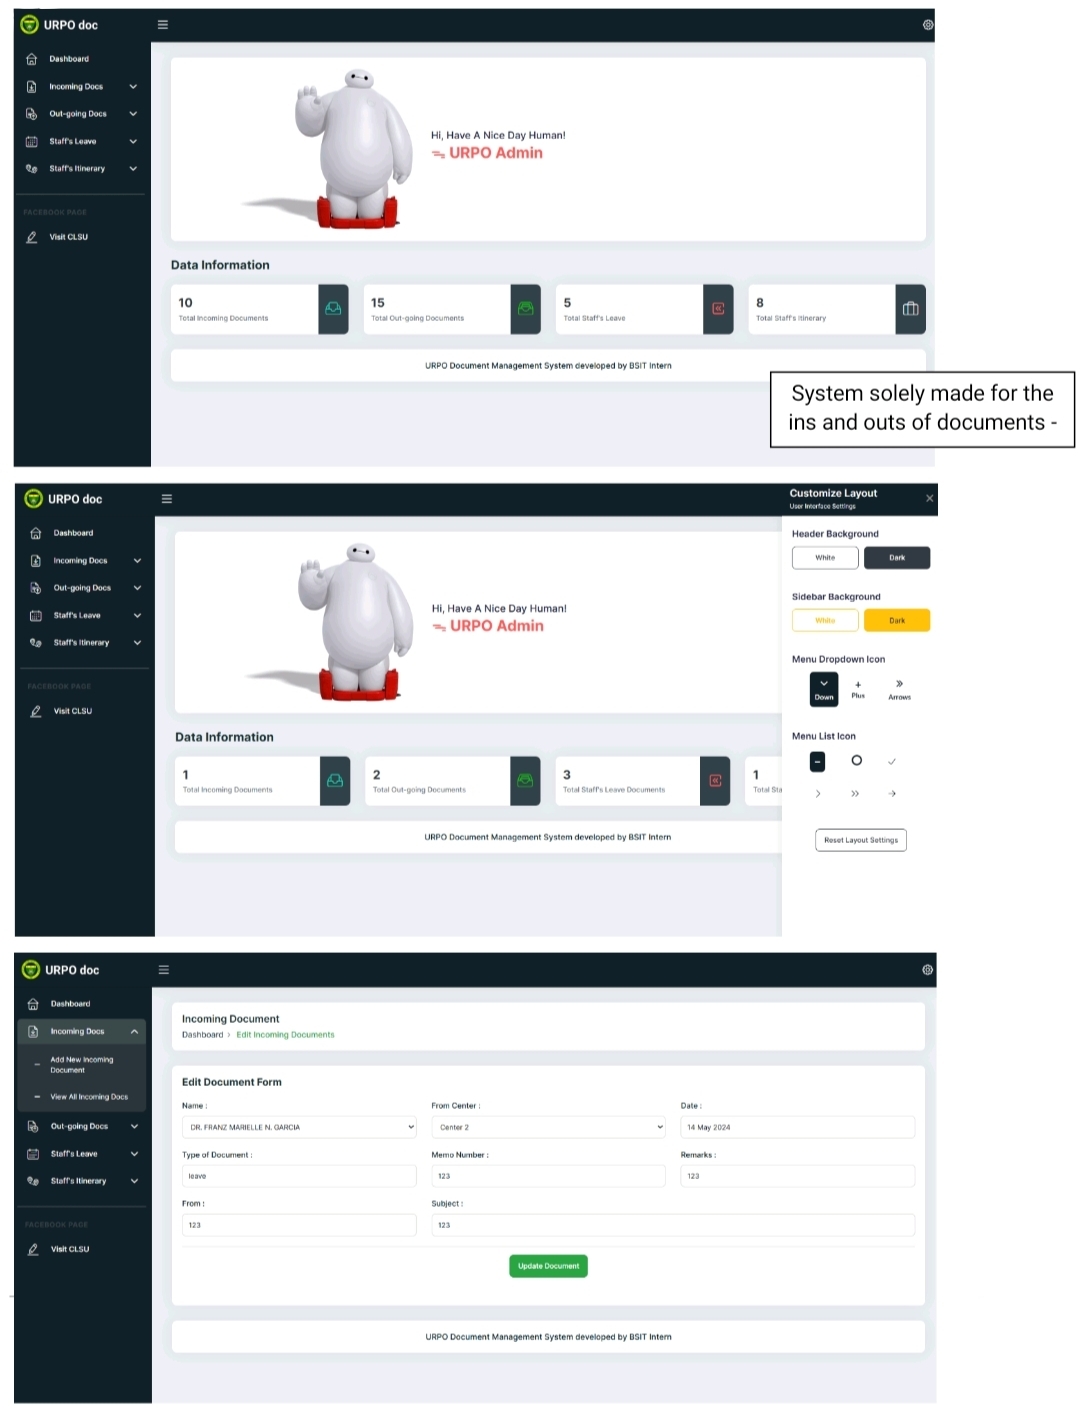 URPO doc
Dashboard
Incoming Docs
Out-going Docs
Staff's Leave
Staff's Itinerary
FACEBOOK PAGE
Visit CLSU
Hi, Have A Nice Day Human!
URPO Admin
Data Information
10
Total Incoming Documents
15
Total Out-going Documents
5
Total Staff's Leave
8
Total Staff's Itinerary
URPO Document Management System developed by BSIT Intern
System solely made for the
ins and outs of documents -
URPO doc
Dashboard
Incoming Docs
Out-going Docs
Staff's Leave
Staff's Itinerary
FACEBOOK PAGE
Visit CLSU
Hi, Have A Nice Day Human!
URPO Admin
Data Information
1
Total Incoming Documents
2
Total Out-going Documents
3
Total Staff's Leave Documents
1
Total Sta
URPO Document Management System developed by BSIT Intern
Customize Layout
User Interface Settings
Header Background
White Dark
Sidebar Background
White Dark
Menu Dropdown Icon
Down Plus Arrows
Menu List Icon
Reset Layout Settings
URPO doc
Dashboard
Incoming Docs
Add New Incoming
Document
View All Incoming Docs
Out-going Docs
Staff's Leave
Staff's Itinerary
FACEBOOK PAGE
Visit CLSU
Incoming Document
Dashboard > Edit Incoming Documents
Edit Document Form
Name : From Center : Date :
DR. FRANZ MARIELLE N. GARCIA Center 2 14 May 2024
Type of Document : Memo Number : Remarks :
leave 123 123
From : Subject :
123 123
Update Document
URPO Document Management System developed by BSIT Intern